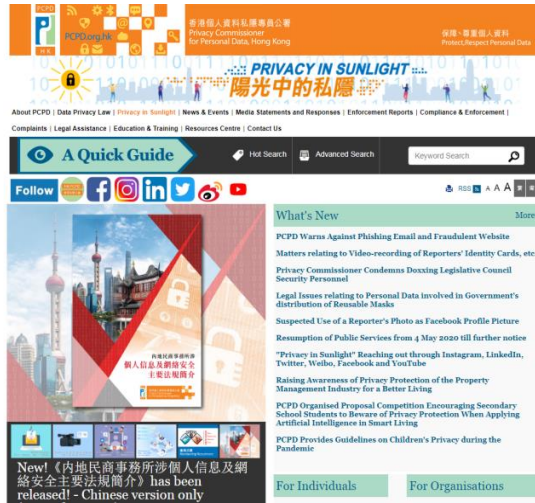 PCPD
HK
PCPD.org.hk
香港個人資料私隱專員公署
Privacy Commissioner
for Personal Data, Hong Kong
保障、尊重個人資料
Protect, Respect Personal Data
PRIVACY IN SUNLIGHT
陽光中的私隱
About PCPD | Data Privacy Law | Privacy in Sunlight | News & Events | Media Statements and Responses | Enforcement Reports | Compliance & Enforcement |
Complaints | Legal Assistance | Education & Training | Resources Centre | Contact Us
A Quick Guide
Hot Search
Advanced Search
Keyword Search
Follow
RSS
A A A 繁
What's New
More
PCPD Warns Against Phishing Email and Fraudulent Website
Matters relating to Video-recording of Reporters' Identity Cards, etc
Privacy Commissioner Condemns Doxxing Legislative Council
Security Personnel
Legal Issues relating to Personal Data involved in Government's
distribution of Reusable Masks
Suspected Use of a Reporter's Photo as Facebook Profile Picture
Resumption of Public Services from 4 May 2020 till further notice
"Privacy in Sunlight" Reaching out through Instagram, LinkedIn,
Twitter, Weibo, Facebook and YouTube
Raising Awareness of Privacy Protection of the Property
Management Industry for a Better Living
PCPD Organised Proposal Competition Encouraging Secondary
School Students to Beware of Privacy Protection When Applying
Artificial Intelligence in Smart Living
PCPD Provides Guidelines on Children's Privacy during the
Pandemic
內地民商事務所涉
個人信息及網絡安全
主要法規簡介
New!《內地民商事務所涉個人信息及網
絡安全主要法規簡介》has been
released! - Chinese version only
For Individuals
For Organisations